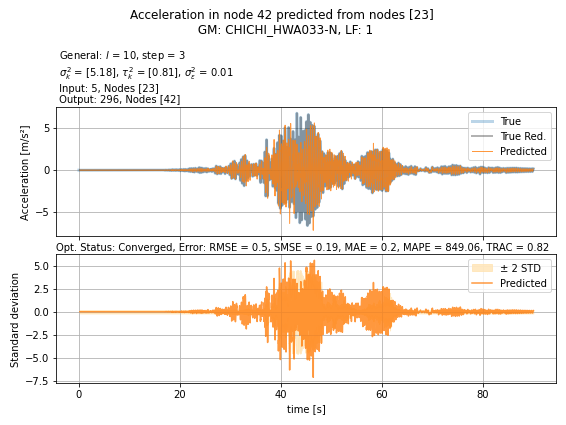 Acceleration in node 42 predicted from nodes [23]
GM: CHICHI_HWA033-N, LF: 1
General: l = 10, step = 3
σ²ₖ = [5.18], τ²ₖ = [0.81], σ²ε = 0.01
Input: 5, Nodes [23]
Output: 296, Nodes [42]
Acceleration [m/s²]
5
0
−5
True
True Red.
Predicted
Opt. Status: Converged, Error: RMSE = 0.5, SMSE = 0.19, MAE = 0.2, MAPE = 849.06, TRAC = 0.82
Standard deviation
5.0
2.5
0.0
−2.5
−5.0
−7.5
± 2 STD
Predicted
0 20 40 60 80
time [s]